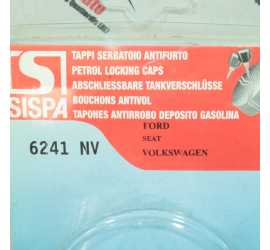 TAPPI SERBATOIO ANTIFURTO
PETROL LOCKING CAPS
ABSCHLIESSBARE TANKVERSCHLÜSSE
BOUCHONS ANTIVOL
TAPONES ANTIRROBO DEPOSITO GASOLINA
SISPA
FORD
SEAT
VOLKSWAGEN
6241 NV